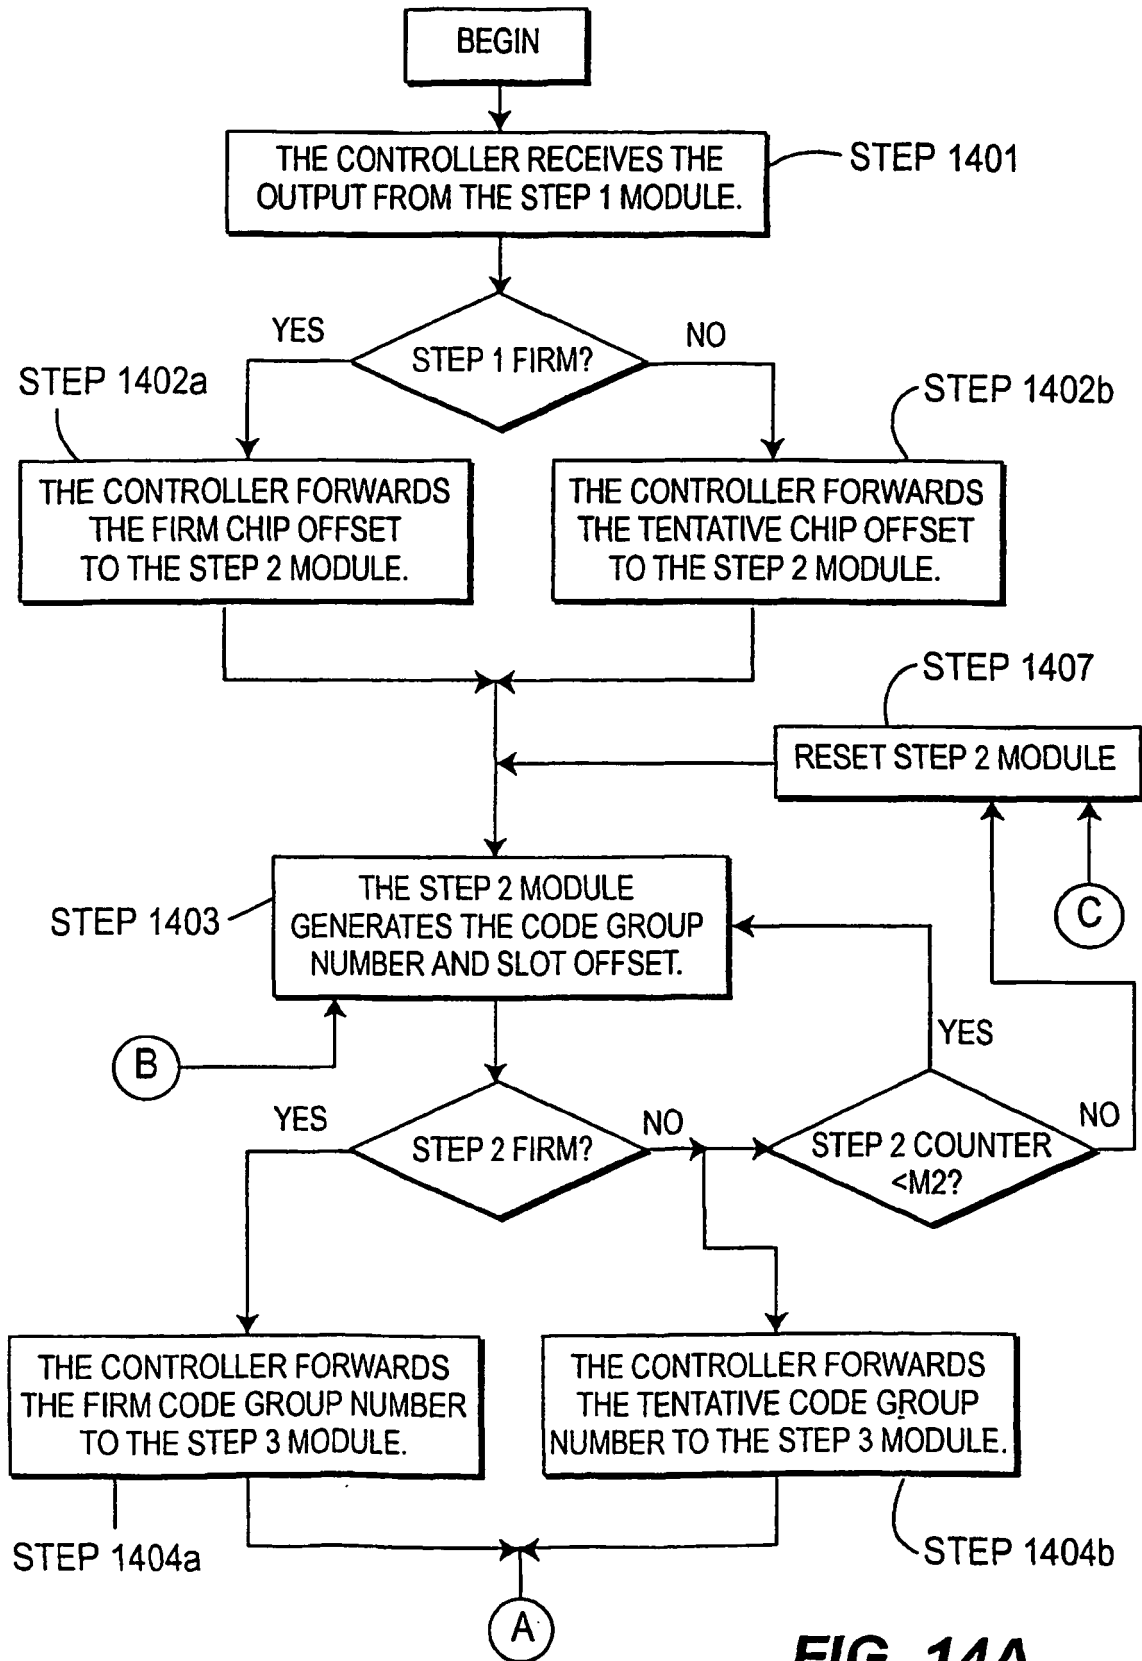 BEGIN
THE CONTROLLER RECEIVES THE
OUTPUT FROM THE STEP 1 MODULE.
STEP 1401
YES
STEP 1 FIRM?
NO
STEP 1402a
STEP 1402b
THE CONTROLLER FORWARDS
THE FIRM CHIP OFFSET
TO THE STEP 2 MODULE.
THE CONTROLLER FORWARDS
THE TENTATIVE CHIP OFFSET
TO THE STEP 2 MODULE.
STEP 1407
RESET STEP 2 MODULE
C
STEP 1403
THE STEP 2 MODULE
GENERATES THE CODE GROUP
NUMBER AND SLOT OFFSET.
B
YES
STEP 2 FIRM?
NO
YES
STEP 2 COUNTER
<M2?
NO
THE CONTROLLER FORWARDS
THE FIRM CODE GROUP NUMBER
TO THE STEP 3 MODULE.
THE CONTROLLER FORWARDS
THE TENTATIVE CODE GROUP
NUMBER TO THE STEP 3 MODULE.
STEP 1404a
STEP 1404b
A
FIG. 14A